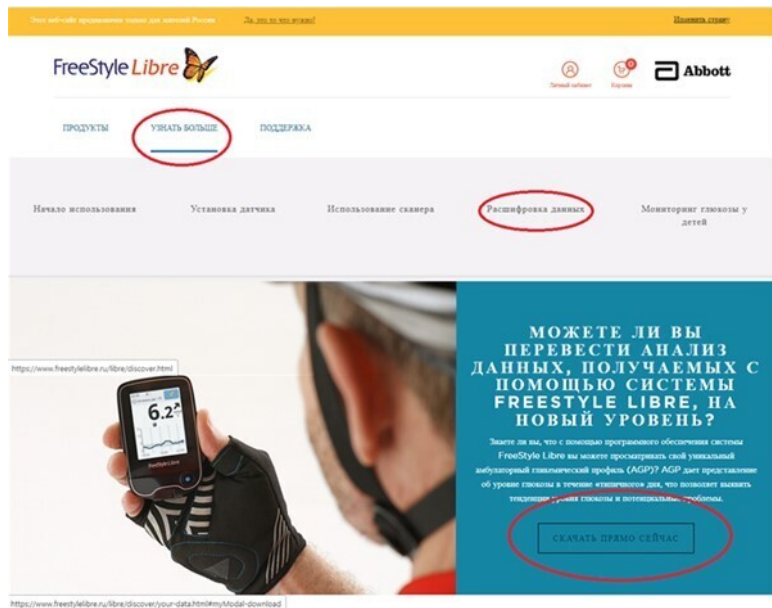 Этот веб-сайт предназначен только для жителей России
Да, это то что нужно!
Изменить страну
FreeStyle Libre
Личный кабинет
Корзина
0
Abbott
ПРОДУКТЫ
УЗНАТЬ БОЛЬШЕ
ПОДДЕРЖКА
Начало использования
Установка датчика
Использование сканера
Расшифровка данных
Мониторинг глюкозы у
детей
https://www.freestylelibre.ru/libre/discover.html
6.2
FreeStyle Libre
МОЖЕТЕ ЛИ ВЫ
ПЕРЕВЕСТИ АНАЛИЗ
ДАННЫХ, ПОЛУЧАЕМЫХ С
ПОМОЩЬЮ СИСТЕМЫ
FREESTYLE LIBRE, НА
НОВЫЙ УРОВЕНЬ?
Знаете ли вы, что с помощью программного обеспечения системы
FreeStyle Libre вы можете просматривать свой уникальный
амбулаторный гликемический профиль (AGP)? AGP дает представление
об уровне глюкозы в течение «типичного» дня, что позволяет выявить
тенденции уровня глюкозы и потенциальные проблемы.
СКАЧАТЬ ПРЯМО СЕЙЧАС
https://www.freestylelibre.ru/libre/discover/your-data.html#myModal-download